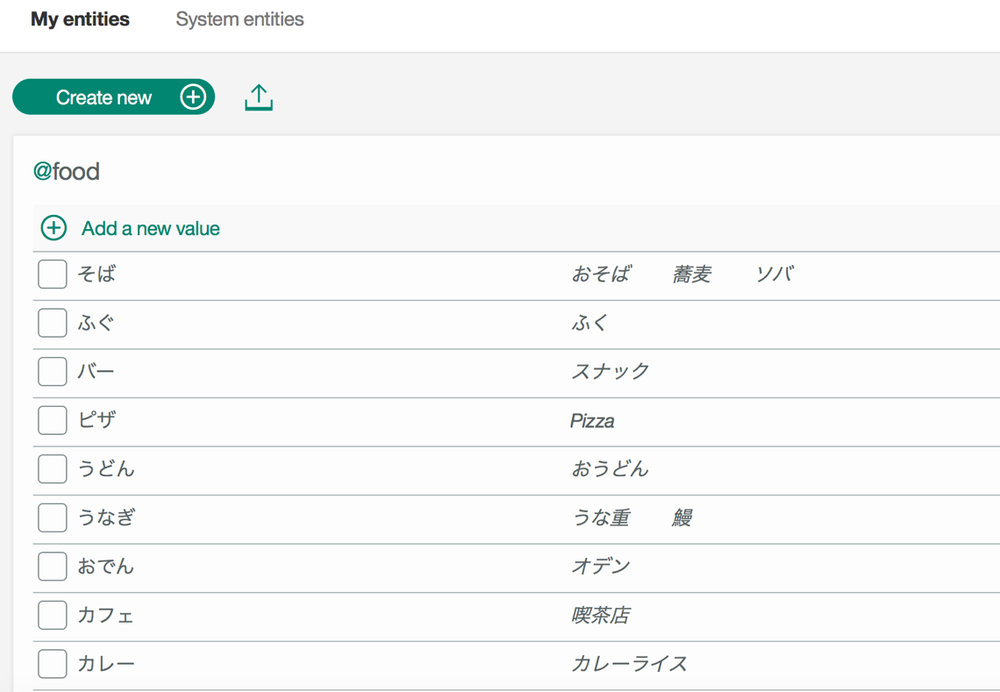 My entities System entities
Create new
@food
Add a new value
そば おそば 蕎麦 ソバ
ふぐ ふく
バー スナック
ピザ Pizza
うどん おうどん
うなぎ うな重 鰻
おでん オデン
カフェ 喫茶店
カレー カレーライス